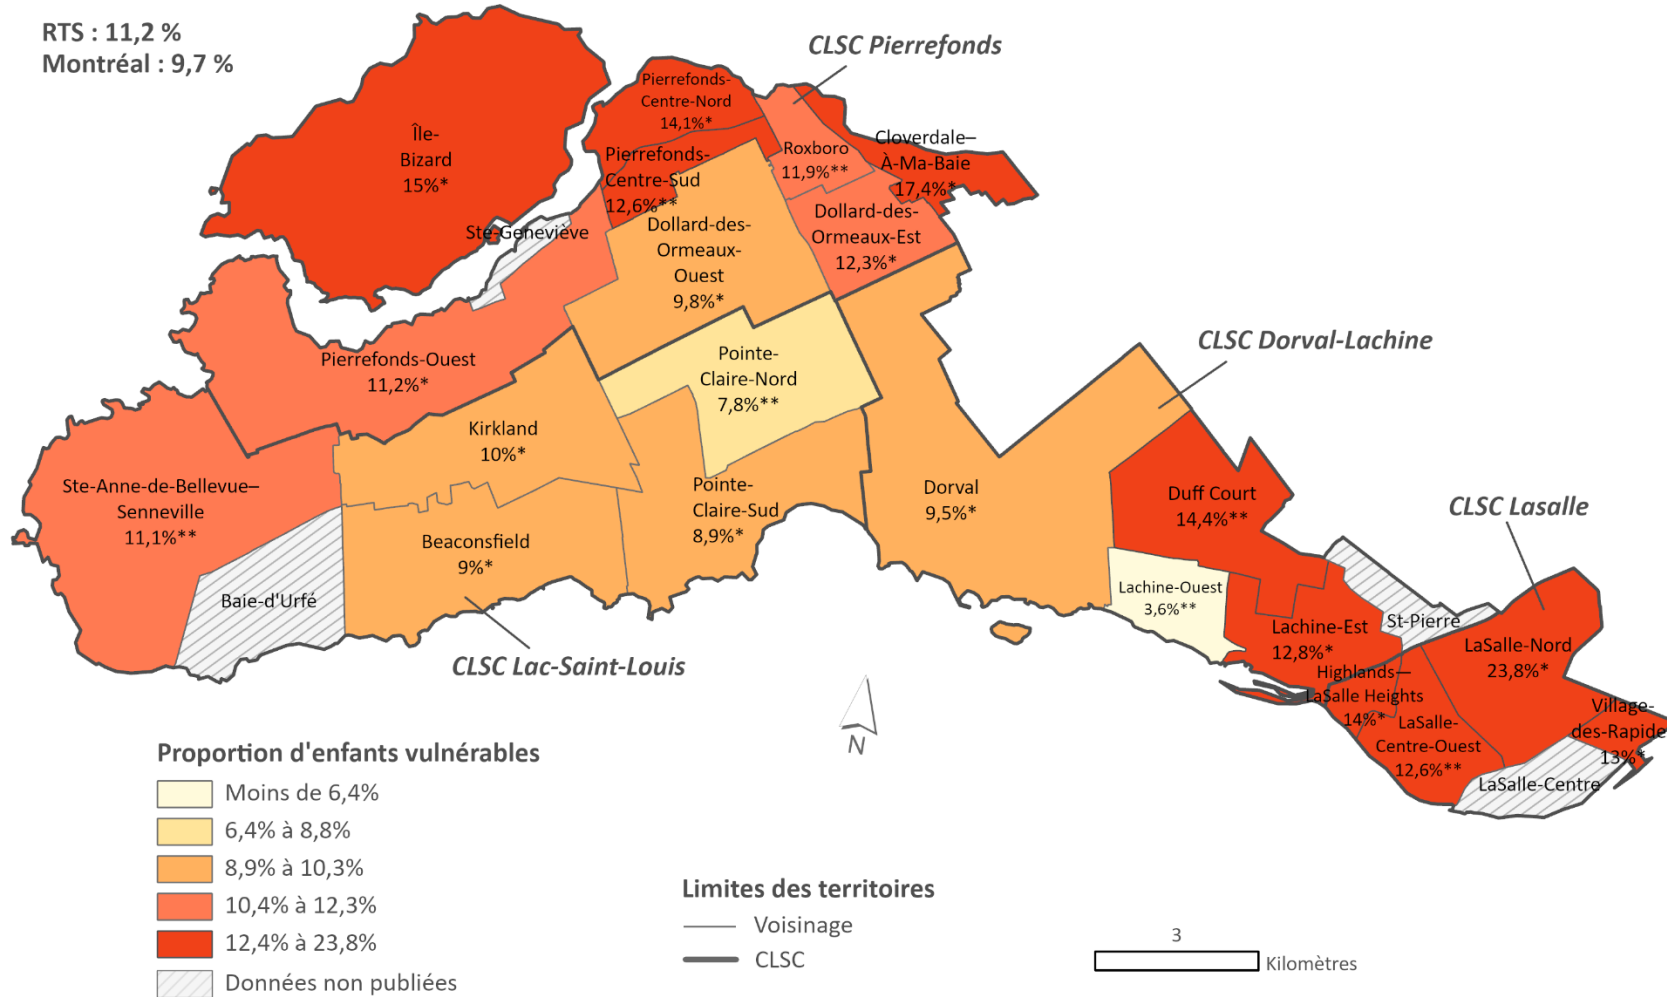 RTS : 11,2 %
Montréal : 9,7 %
CLSC Pierrefonds
Pierrefonds-
Centre-Nord
14,1%*
Île-
Bizard
15%*
Cloverdale–
À-Ma-Baie
17,4%*
Roxboro
11,9%**
Pierrefonds-
Centre-Sud
12,6%**
Ste-Geneviève
Dollard-des-
Ormeaux-
Ouest
9,8%*
Dollard-des-
Ormeaux-Est
12,3%*
CLSC Dorval-Lachine
Pierrefonds-Ouest
11,2%*
Pointe-
Claire-Nord
7,8%**
Kirkland
10%*
Ste-Anne-de-Bellevue–
Senneville
11,1%**
Pointe-
Claire-Sud
8,9%*
Dorval
9,5%*
Duff Court
14,4%**
CLSC Lasalle
Beaconsfield
9%*
Baie-d'Urfé
Lachine-Ouest
3,6%**
Lachine-Est
12,8%*
St-Pierre
LaSalle-Nord
23,8%*
CLSC Lac-Saint-Louis
Highlands—
LaSalle Heights
14%*
LaSalle-
Centre-Ouest
12,6%**
Village-
des-Rapide
13%*
LaSalle-Centre
N
Proportion d'enfants vulnérables
Moins de 6,4%
6,4% à 8,8%
8,9% à 10,3%
10,4% à 12,3%
12,4% à 23,8%
Données non publiées
Limites des territoires
Voisinage
CLSC
3
Kilomètres